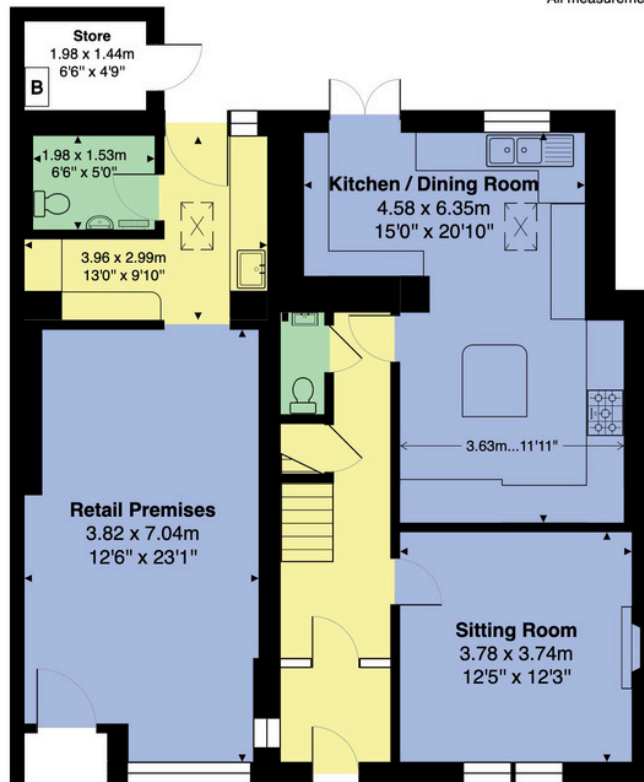 All measureme
Store
1.98 x 1.44m
6'6" x 4'9"
B
1.98 x 1.53m
6'6" x 5'0"
Kitchen / Dining Room
4.58 x 6.35m
15'0" x 20'10"
3.96 x 2.99m
13'0" x 9'10"
3.63m...11'11"
Retail Premises
3.82 x 7.04m
12'6" x 23'1"
Sitting Room
3.78 x 3.74m
12'5" x 12'3"